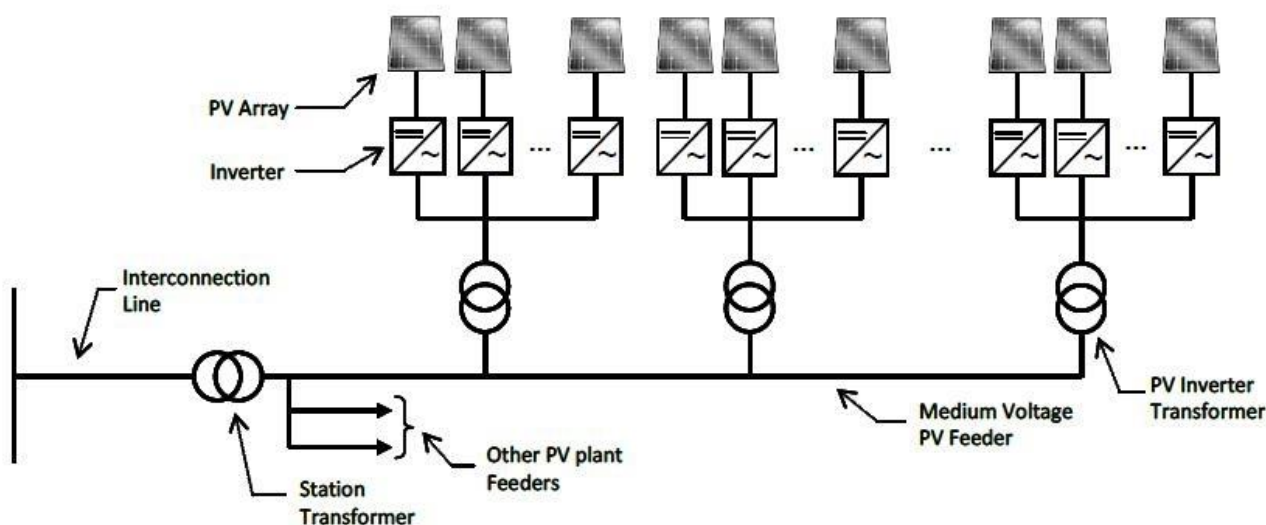 PV Array
Inverter
...
...
...
...
Interconnection
Line
PV Inverter
Transformer
Medium Voltage
PV Feeder
Other PV plant
Feeders
Station
Transformer